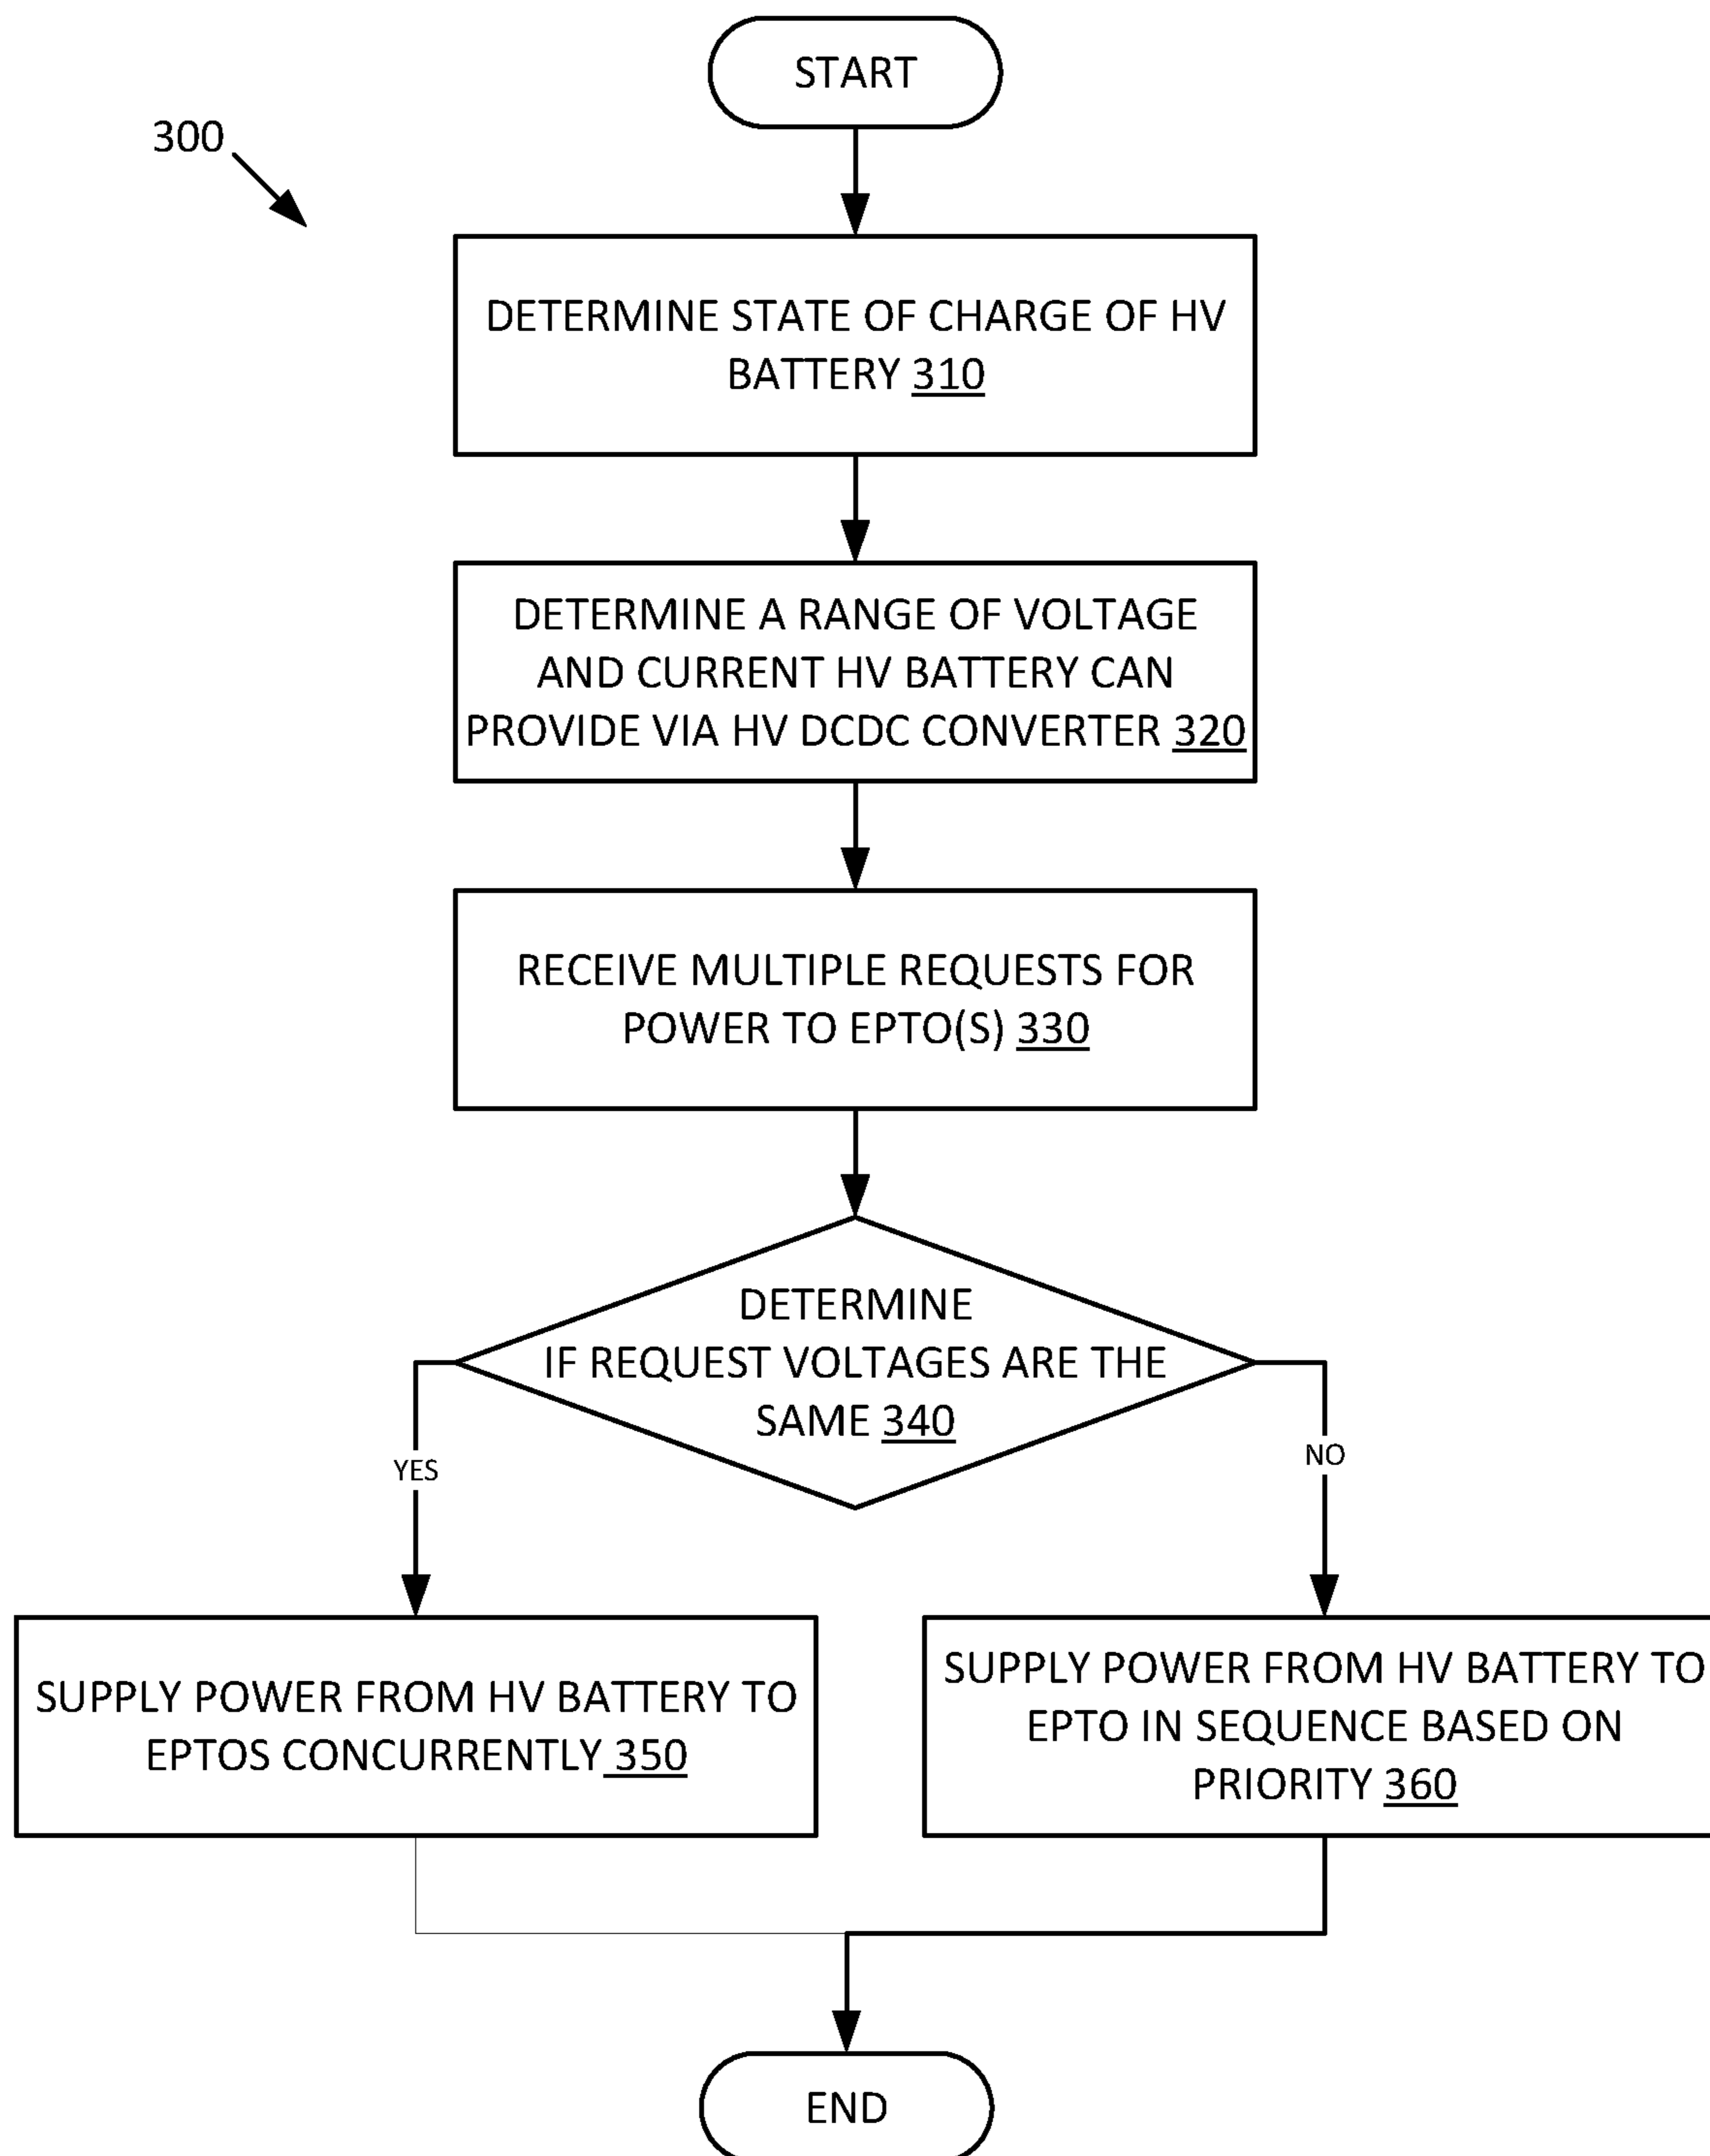 START
300
DETERMINE STATE OF CHARGE OF HV
BATTERY 310
DETERMINE A RANGE OF VOLTAGE
AND CURRENT HV BATTERY CAN
PROVIDE VIA HV DCDC CONVERTER 320
RECEIVE MULTIPLE REQUESTS FOR
POWER TO EPTO(S) 330
DETERMINE
IF REQUEST VOLTAGES ARE THE
SAME 340
YES
NO
SUPPLY POWER FROM HV BATTERY TO
EPTOS CONCURRENTLY 350
SUPPLY POWER FROM HV BATTERY TO
EPTO IN SEQUENCE BASED ON
PRIORITY 360
END